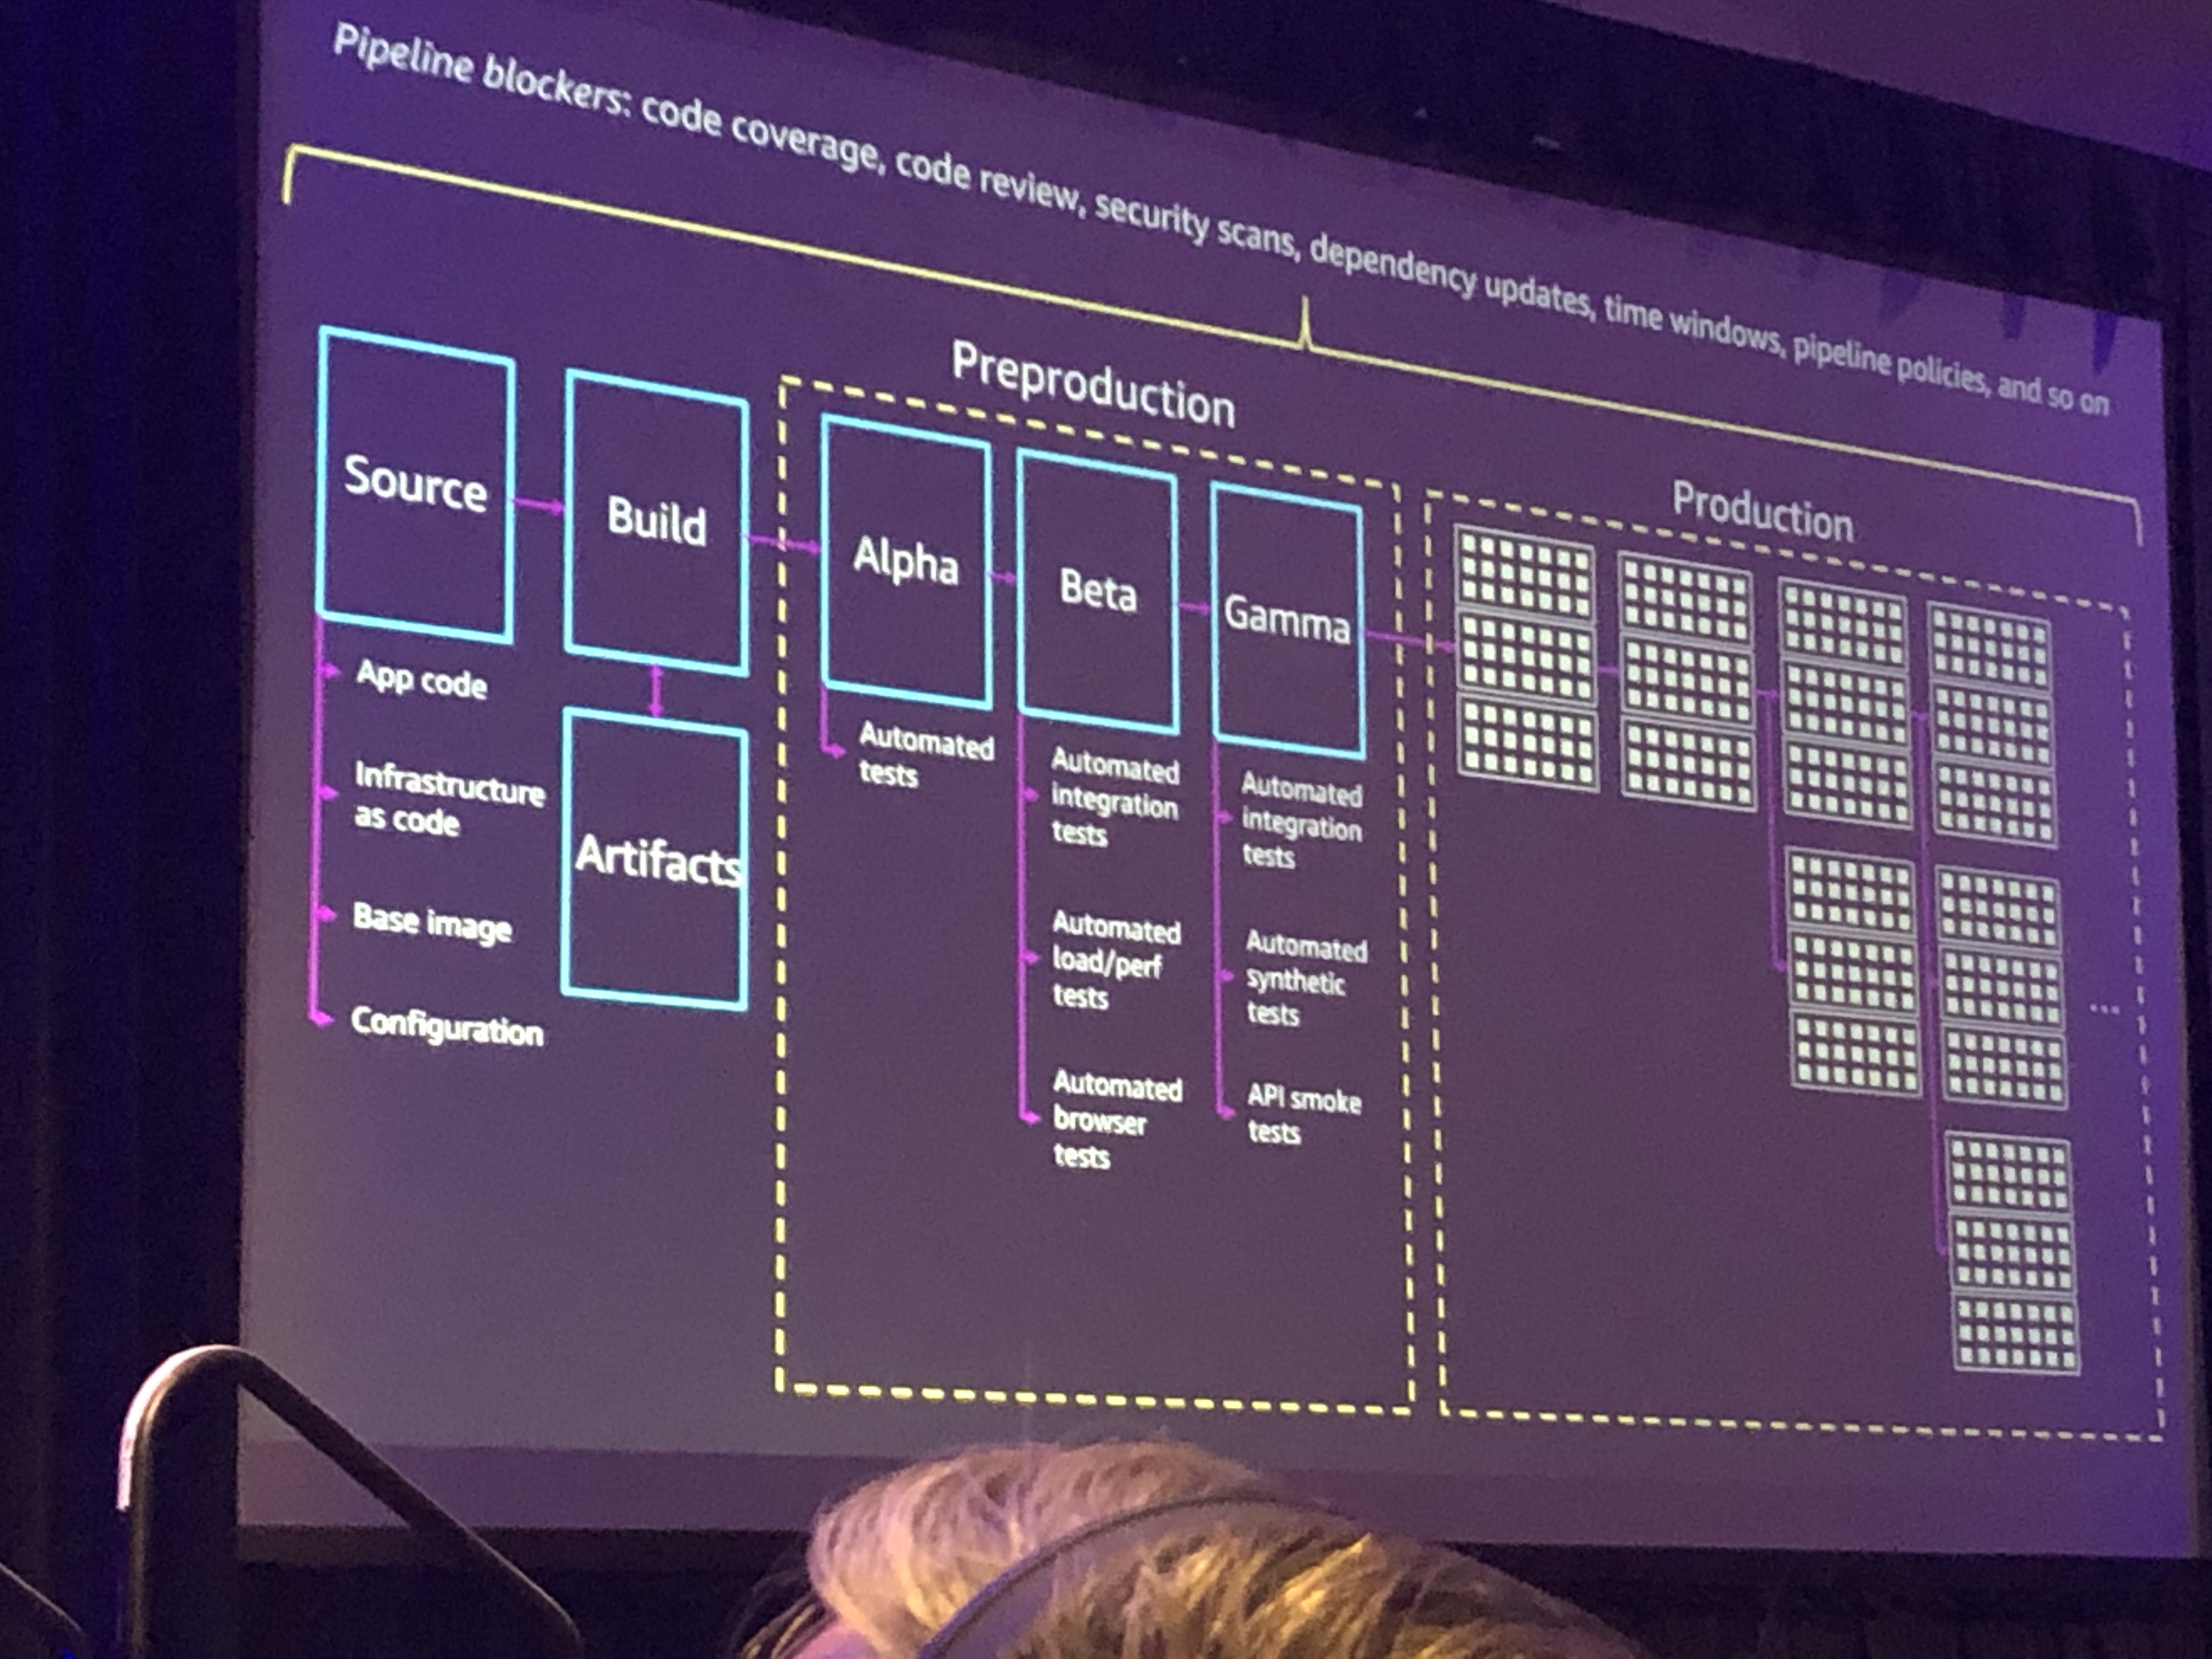 Pipeline blockers: code coverage, code review, security scans, dependency updates, time windows, pipeline policies, and so on
Preproduction
Production
Source
Build
Alpha
Beta
Gamma
App code
Infrastructure
as code
Base image
Configuration
Artifacts
Automated
tests
Automated
integration
tests
Automated
load/perf
tests
Automated
browser
tests
Automated
integration
tests
Automated
synthetic
tests
API smoke
tests
...